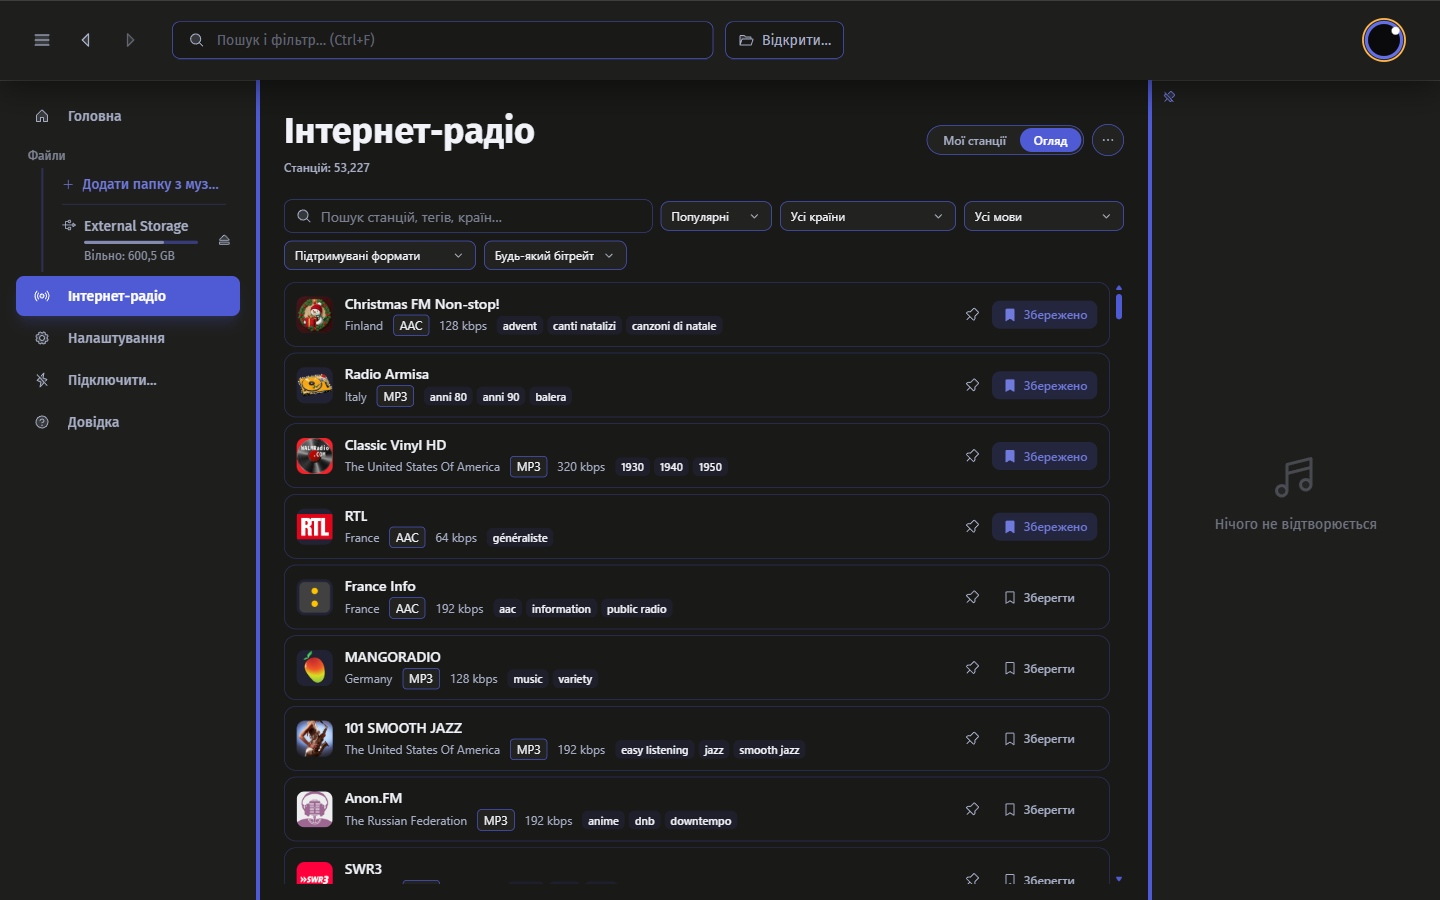 Пошук і фільтр... (Ctrl+F)
Відкрити...
Головна
Файли
Додати папку з муз...
External Storage
Вільно: 600,5 GB
Інтернет-радіо
Налаштування
Підключити...
Довідка
Інтернет-радіо
Станцій: 53,227
Мої станції
Огляд
Пошук станцій, тегів, країн...
Популярні
Усі країни
Усі мови
Підтримувані формати
Будь-який бітрейт
Christmas FM Non-stop!
Finland AAC 128 kbps advent canti natalizi canzoni di natale
Збережено
Radio Armisa
Italy MP3 anni 80 anni 90 balera
Збережено
Classic Vinyl HD
The United States Of America MP3 320 kbps 1930 1940 1950
Збережено
RTL
RTL
France AAC 64 kbps généraliste
Збережено
France Info
France AAC 192 kbps aac information public radio
Зберегти
MANGORADIO
Germany MP3 128 kbps music variety
Зберегти
101 SMOOTH JAZZ
The United States Of America MP3 192 kbps easy listening jazz smooth jazz
Зберегти
Anon.FM
The Russian Federation MP3 192 kbps anime dnb downtempo
Зберегти
SWR3
SWR3
Зберегти
Нічого не відтворюється